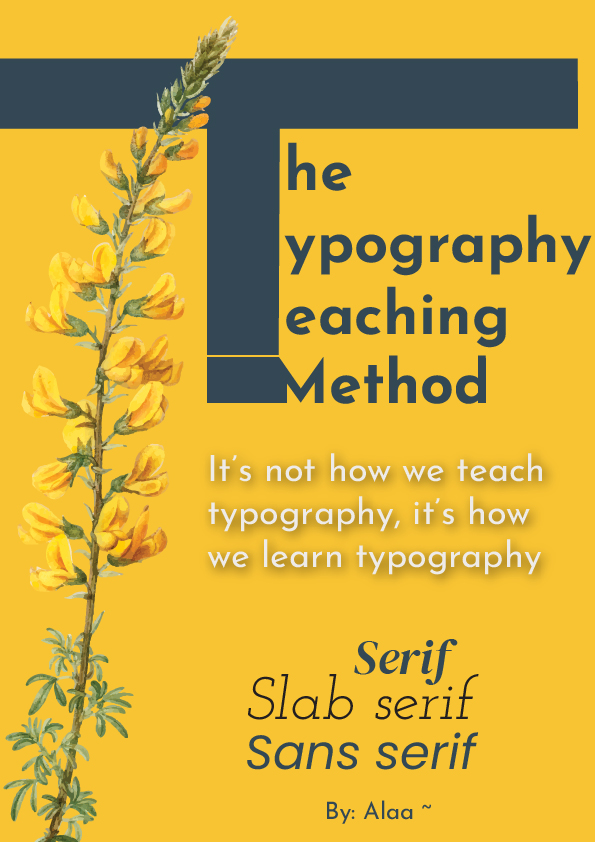 The
Typography
Teaching
Method
It's not how we teach
typography, it's how
we learn typography
Serif
Slab serif
Sans serif
By: Alaa ~